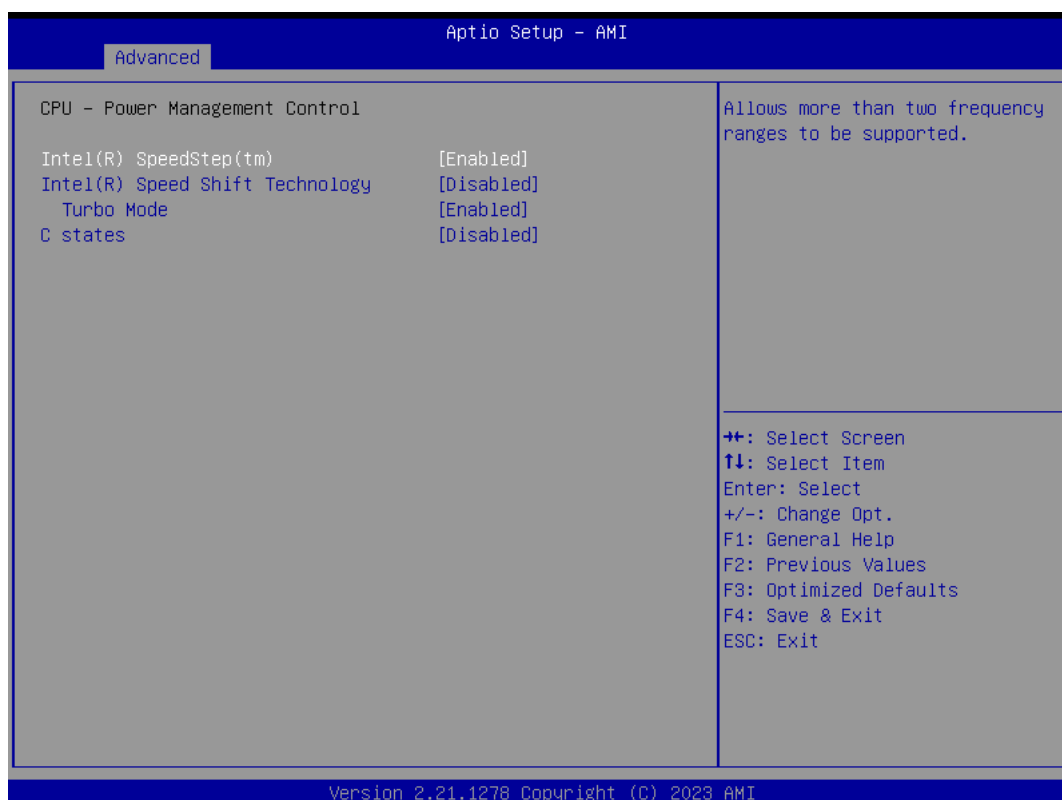 Aptio Setup – AMI
Advanced
CPU – Power Management Control
Intel(R) SpeedStep(tm) [Enabled]
Intel(R) Speed Shift Technology [Disabled]
Turbo Mode [Enabled]
C states [Disabled]
Allows more than two frequency
ranges to be supported.
→←: Select Screen
↑↓: Select Item
Enter: Select
+/-: Change Opt.
F1: General Help
F2: Previous Values
F3: Optimized Defaults
F4: Save & Exit
ESC: Exit
Version 2.21.1278 Copyright (C) 2023 AMI